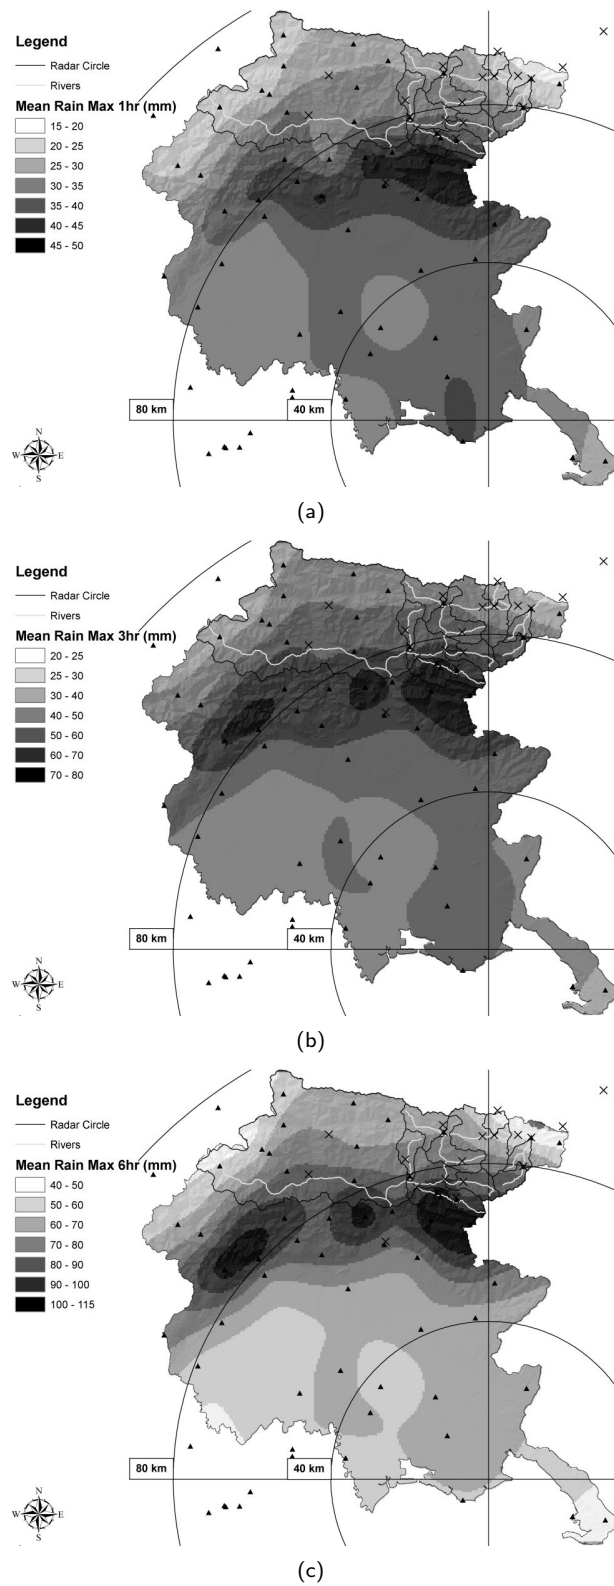 Legend
Radar Circle
Rivers
Mean Rain Max 1hr (mm)
15 - 20
20 - 25
25 - 30
30 - 35
35 - 40
40 - 45
45 - 50
80 km
40 km
N
W E
S
(a)
Legend
Radar Circle
Rivers
Mean Rain Max 3hr (mm)
20 - 25
25 - 30
30 - 40
40 - 50
50 - 60
60 - 70
70 - 80
80 km
40 km
N
W E
S
(b)
Legend
Radar Circle
Rivers
Mean Rain Max 6hr (mm)
40 - 50
50 - 60
60 - 70
70 - 80
80 - 90
90 - 100
100 - 115
80 km
40 km
N
W E
S
(c)